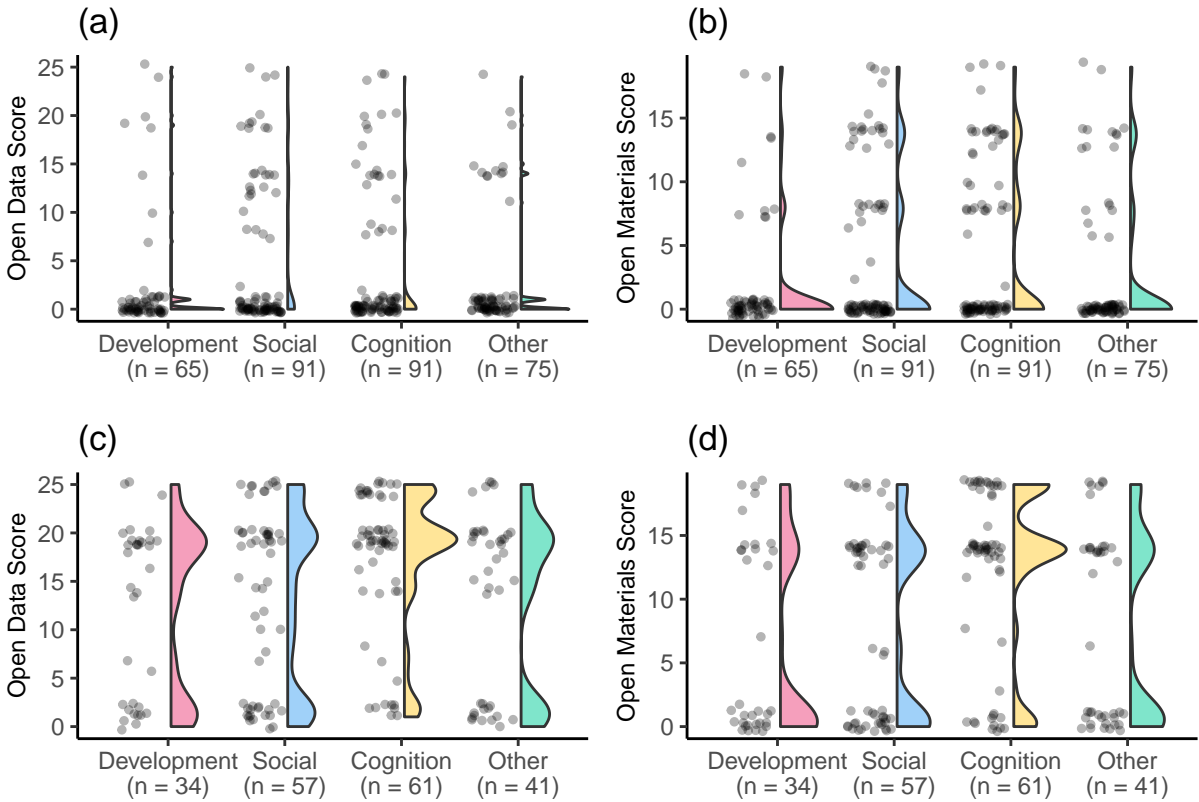 (a)
Open Data Score
25
20
15
10
5
0
Development Social Cognition Other
(n = 65) (n = 91) (n = 91) (n = 75)
(b)
Open Materials Score
15
10
5
0
Development Social Cognition Other
(n = 65) (n = 91) (n = 91) (n = 75)
(c)
Open Data Score
25
20
15
10
5
0
Development Social Cognition Other
(n = 34) (n = 57) (n = 61) (n = 41)
(d)
Open Materials Score
15
10
5
0
Development Social Cognition Other
(n = 34) (n = 57) (n = 61) (n = 41)